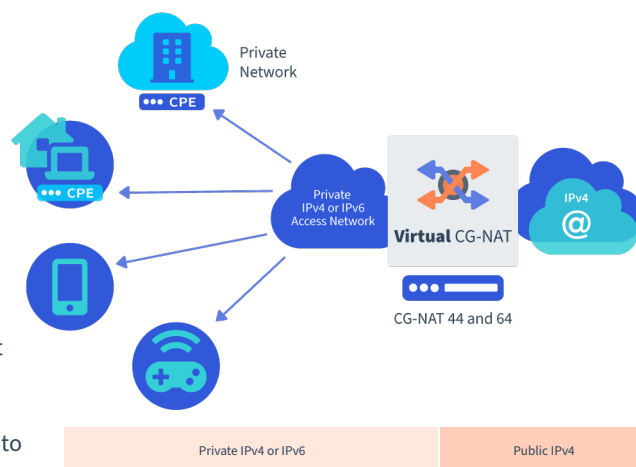 Private
Network
CPE
CPE
Private
IPv4 or IPv6
Access Network
Virtual CG-NAT
IPv4
@
CG-NAT 44 and 64
t
to
Private IPv4 or IPv6
Public IPv4